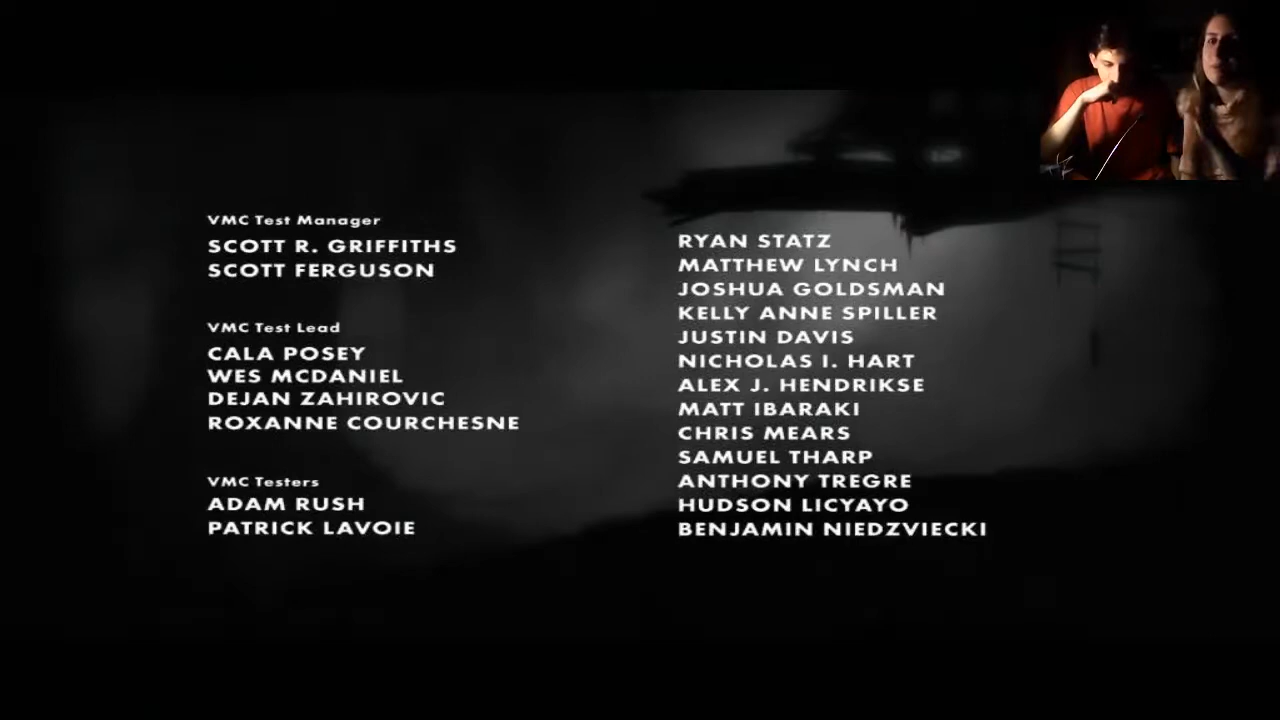 VMC Test Manager
SCOTT R. GRIFFITHS
SCOTT FERGUSON
VMC Test Lead
CALA POSEY
WES MCDANIEL
DEJAN ZAHIROVIC
ROXANNE COURCHESNE
VMC Testers
ADAM RUSH
PATRICK LAVOIE
RYAN STATZ
MATTHEW LYNCH
JOSHUA GOLDSMAN
KELLY ANNE SPILLER
JUSTIN DAVIS
NICHOLAS I. HART
ALEX J. HENDRIKSE
MATT IBARAKI
CHRIS MEARS
SAMUEL THARP
ANTHONY TREGRE
HUDSON LICYAYO
BENJAMIN NIEDZVIECKI